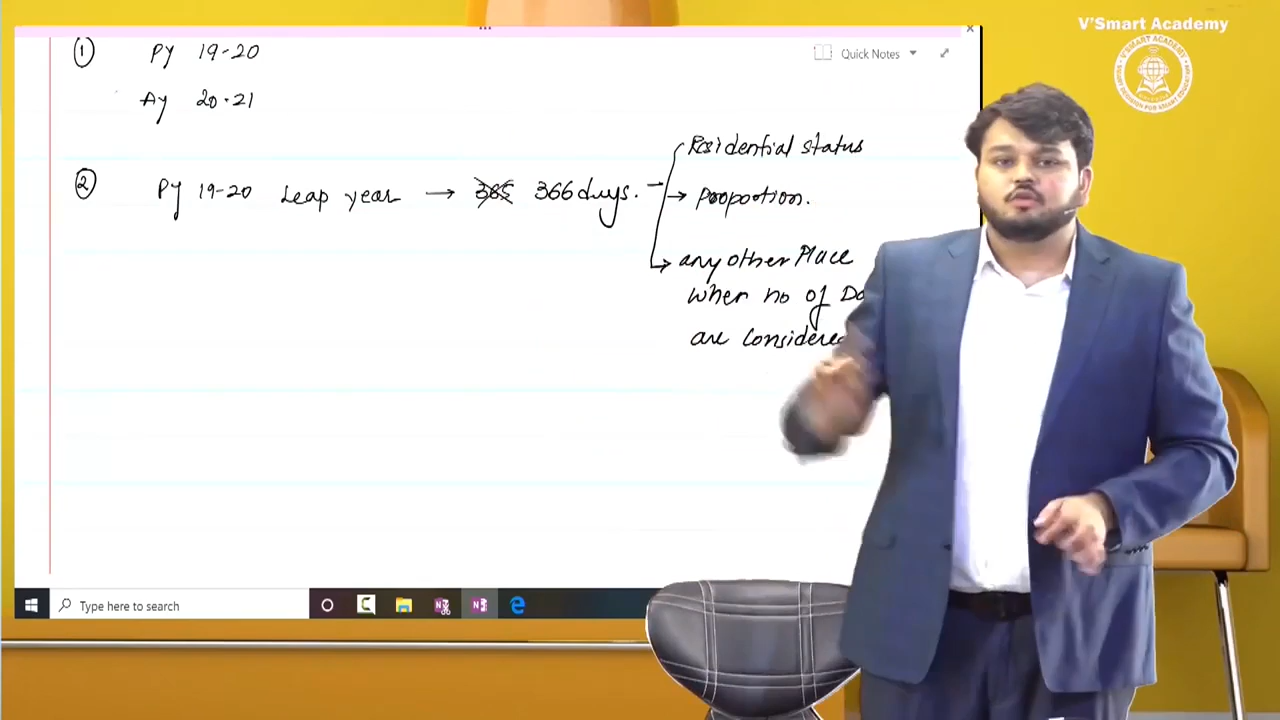 V'Smart Academy
① PY 19-20
Quick Notes
AY 20-21
② PY 19-20 Leap year → 365 366 days. → Residential status
→ Proportion.
→ any other Place
when no of
are
Type here to search